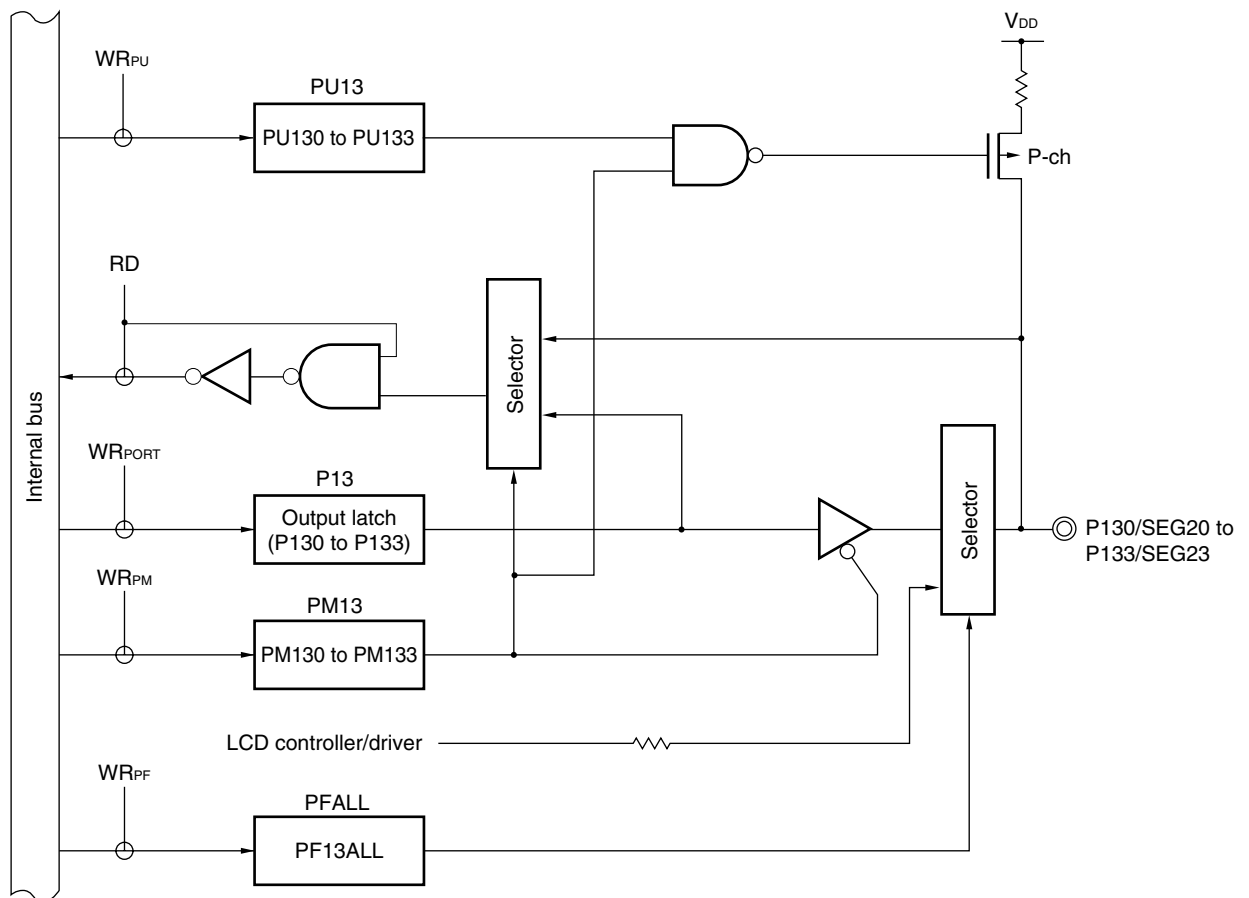 VDD
WRPU
PU13
PU130 to PU133
P-ch
RD
Selector
Internal bus
WRPORT
P13
Output latch
(P130 to P133)
Selector
P130/SEG20 to
P133/SEG23
WRPM
PM13
PM130 to PM133
LCD controller/driver
WRPF
PFALL
PF13ALL